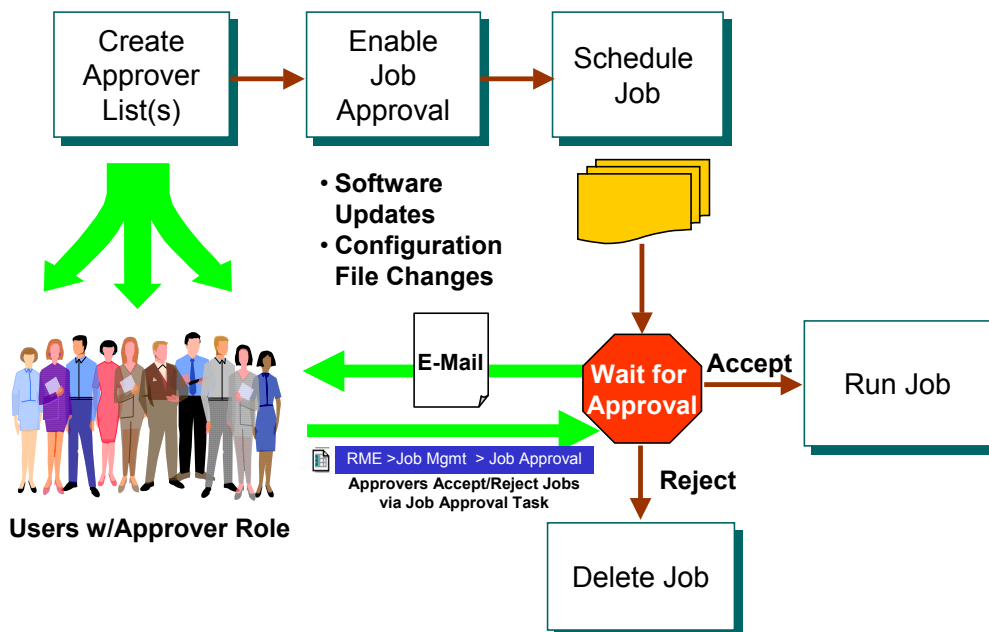 Create
Approver
List(s)
Enable
Job
Approval
Schedule
Job
• Software
Updates
• Configuration
File Changes
E-Mail
Wait for
Approval
Accept
Run Job
RME >Job Mgmt > Job Approval
Approvers Accept/Reject Jobs
via Job Approval Task
Reject
Users w/Approver Role
Delete Job